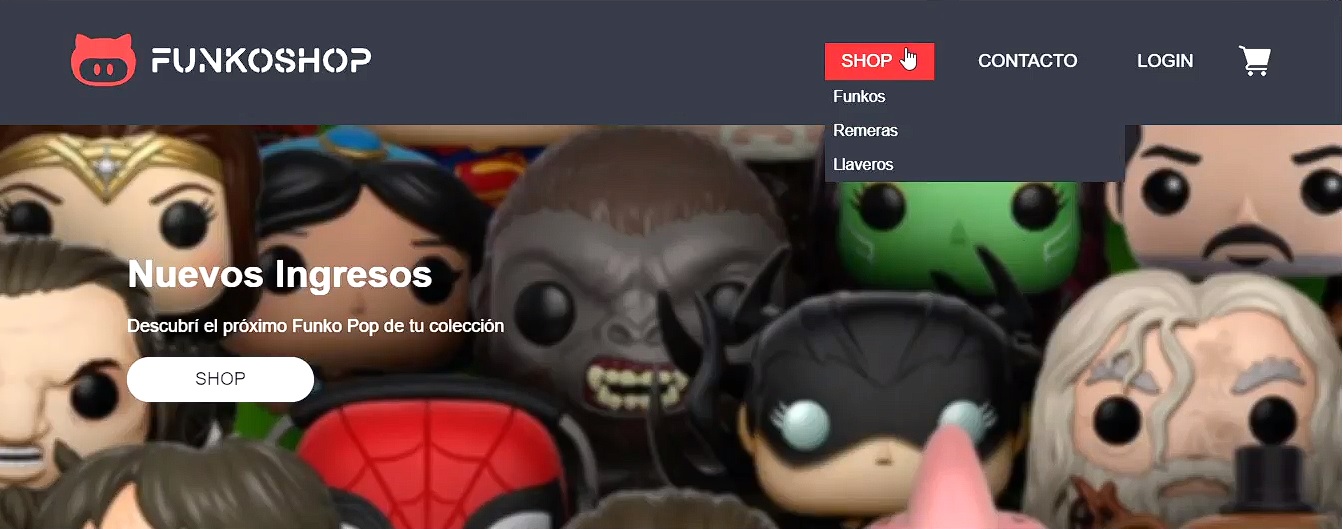 FUNKOSHOP
SHOP
CONTACTO
LOGIN
Funkos
Remeras
Llaveros
Nuevos Ingresos
Descubrí el próximo Funko Pop de tu colección
SHOP